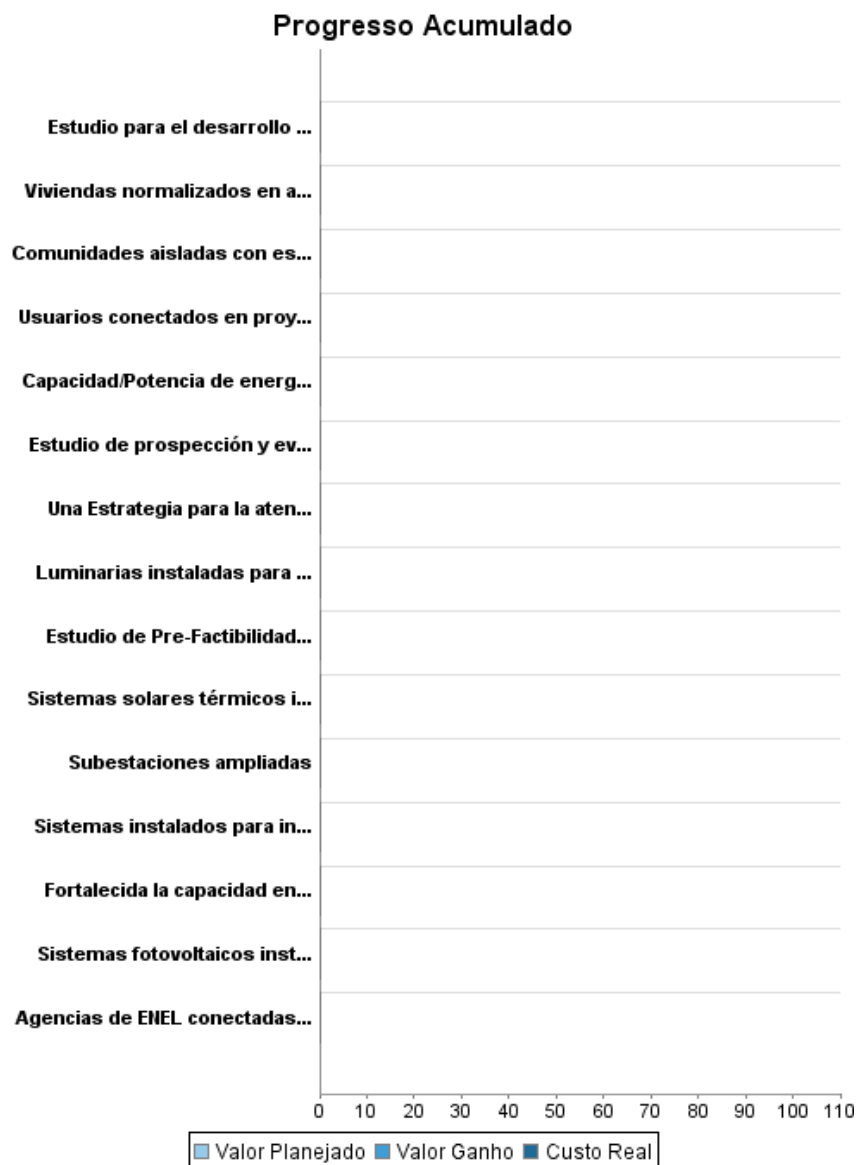 Progresso Acumulado
Estudio para el desarrollo ...
Viviendas normalizados en a...
Comunidades aisladas con es...
Usuarios conectados en proy...
Capacidad/Potencia de energ...
Estudio de prospección y ev...
Una Estrategia para la aten...
Luminarias instaladas para ...
Estudio de Pre-Factibilidad...
Sistemas solares térmicos i...
Subestaciones ampliadas
Sistemas instalados para in...
Fortalecida la capacidad en...
Sistemas fotovoltaicos inst...
Agencias de ENEL conectadas...
0 10 20 30 40 50 60 70 80 90 100 110
Valor Planejado Valor Ganho Custo Real